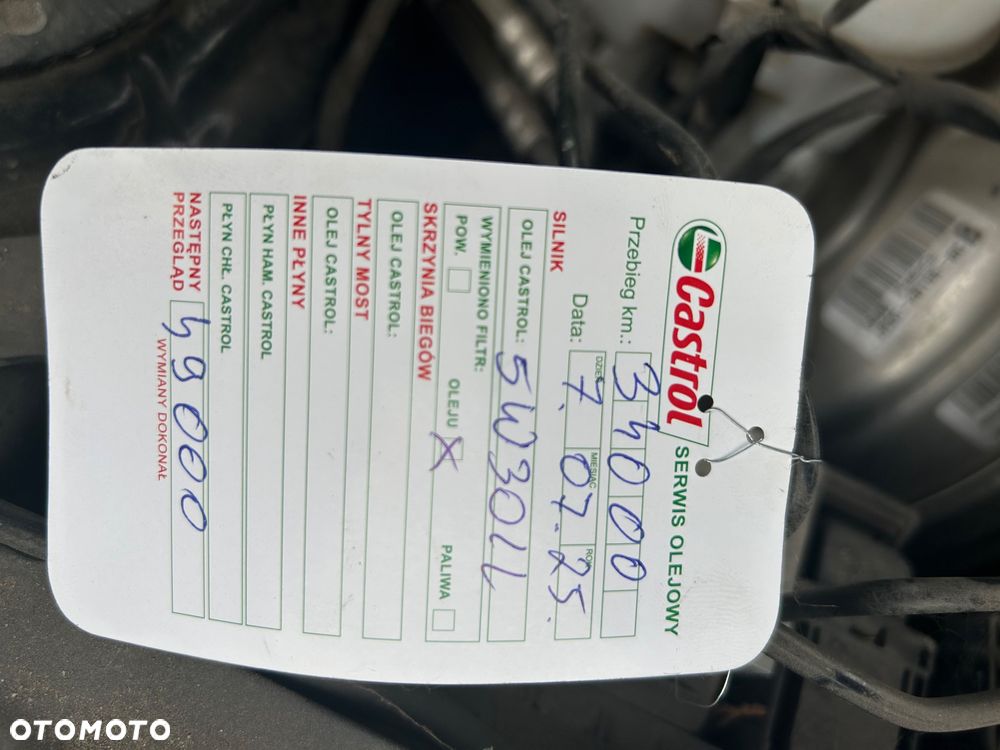 Castrol SERWIS OLEJOWY
Przebieg km.: 34000
DZIEŃ MIESIĄC ROK
Data: 7. 07. 25.
SILNIK
OLEJ CASTROL: 5W30LL
WYMIENIONO FILTR:
POW. OLEJU X PALIWA
SKRZYNIA BIEGÓW
OLEJ CASTROL:
TYLNY MOST
OLEJ CASTROL:
INNE PŁYNY
PŁYN HAM. CASTROL
PŁYN CHŁ. CASTROL
NASTĘPNY PRZEGLĄD 49000
WYMIANY DOKONAŁ
OTOMOTO